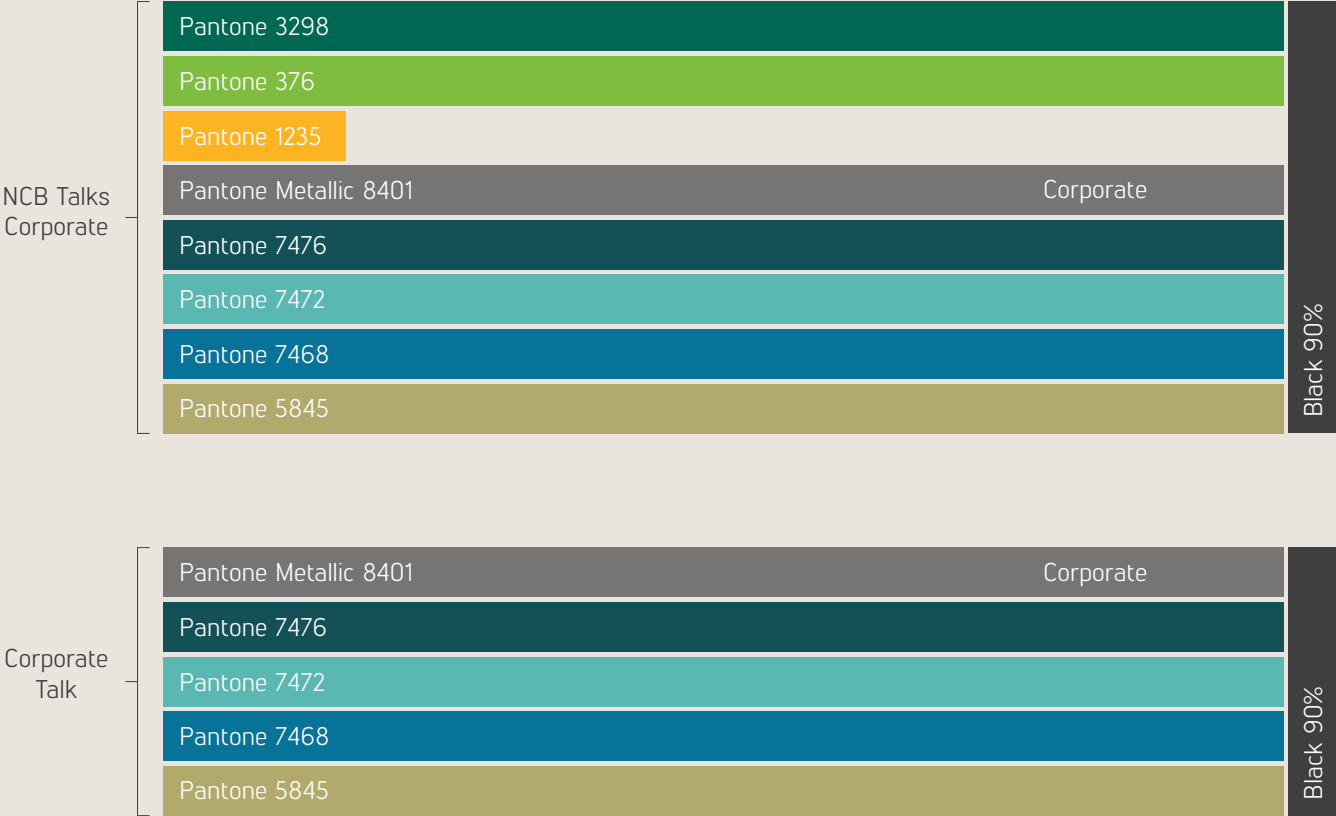 NCB Talks
Corporate
Pantone 3298
Pantone 376
Pantone 1235
Pantone Metallic 8401
Corporate
Pantone 7476
Pantone 7472
Pantone 7468
Pantone 5845
Black 90%
Corporate
Talk
Pantone Metallic 8401
Corporate
Pantone 7476
Pantone 7472
Pantone 7468
Pantone 5845
Black 90%